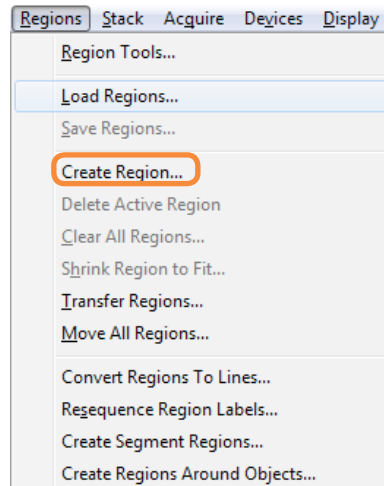 Regions Stack Acquire Devices Display
Region Tools...
Load Regions...
Save Regions...
Create Region...
Delete Active Region
Clear All Regions...
Shrink Region to Fit...
Transfer Regions...
Move All Regions...
Convert Regions To Lines...
Resequence Region Labels...
Create Segment Regions...
Create Regions Around Objects...